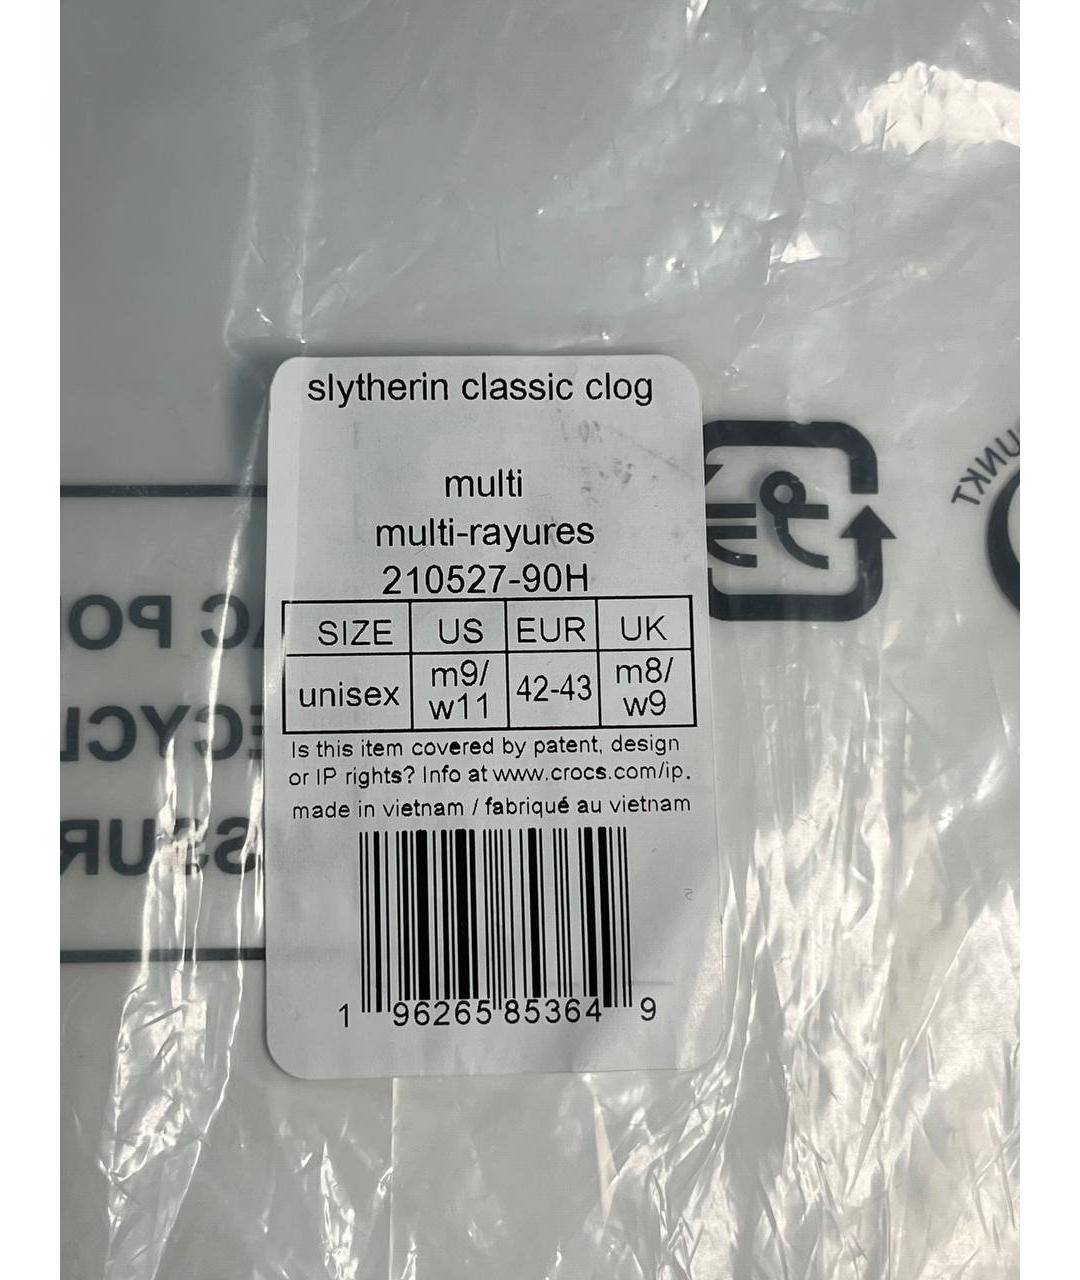 slytherin classic clog
multi
multi-rayures
210527-90H
SIZE US EUR UK
unisex m9/ w11 42-43 m8/ w9
Is this item covered by patent, design
or IP rights? Info at www.crocs.com/ip.
made in vietnam / fabriqué au vietnam
1 96265 85364 9
プラ